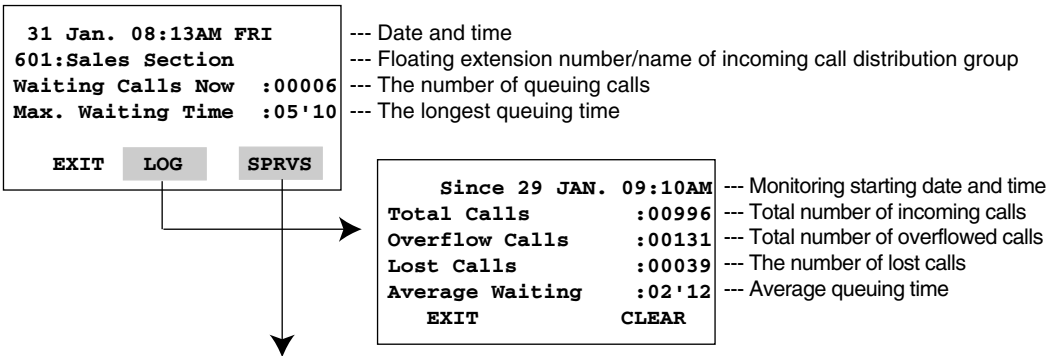 31 Jan. 08:13AM FRI --- Date and time
601:Sales Section --- Floating extension number/name of incoming call distribution group
Waiting Calls Now :00006 --- The number of queuing calls
Max. Waiting Time :05'10 --- The longest queuing time
EXIT LOG SPRVS
Since 29 JAN. 09:10AM --- Monitoring starting date and time
Total Calls :00996 --- Total number of incoming calls
Overflow Calls :00131 --- Total number of overflowed calls
Lost Calls :00039 --- The number of lost calls
Average Waiting :02'12 --- Average queuing time
EXIT CLEAR